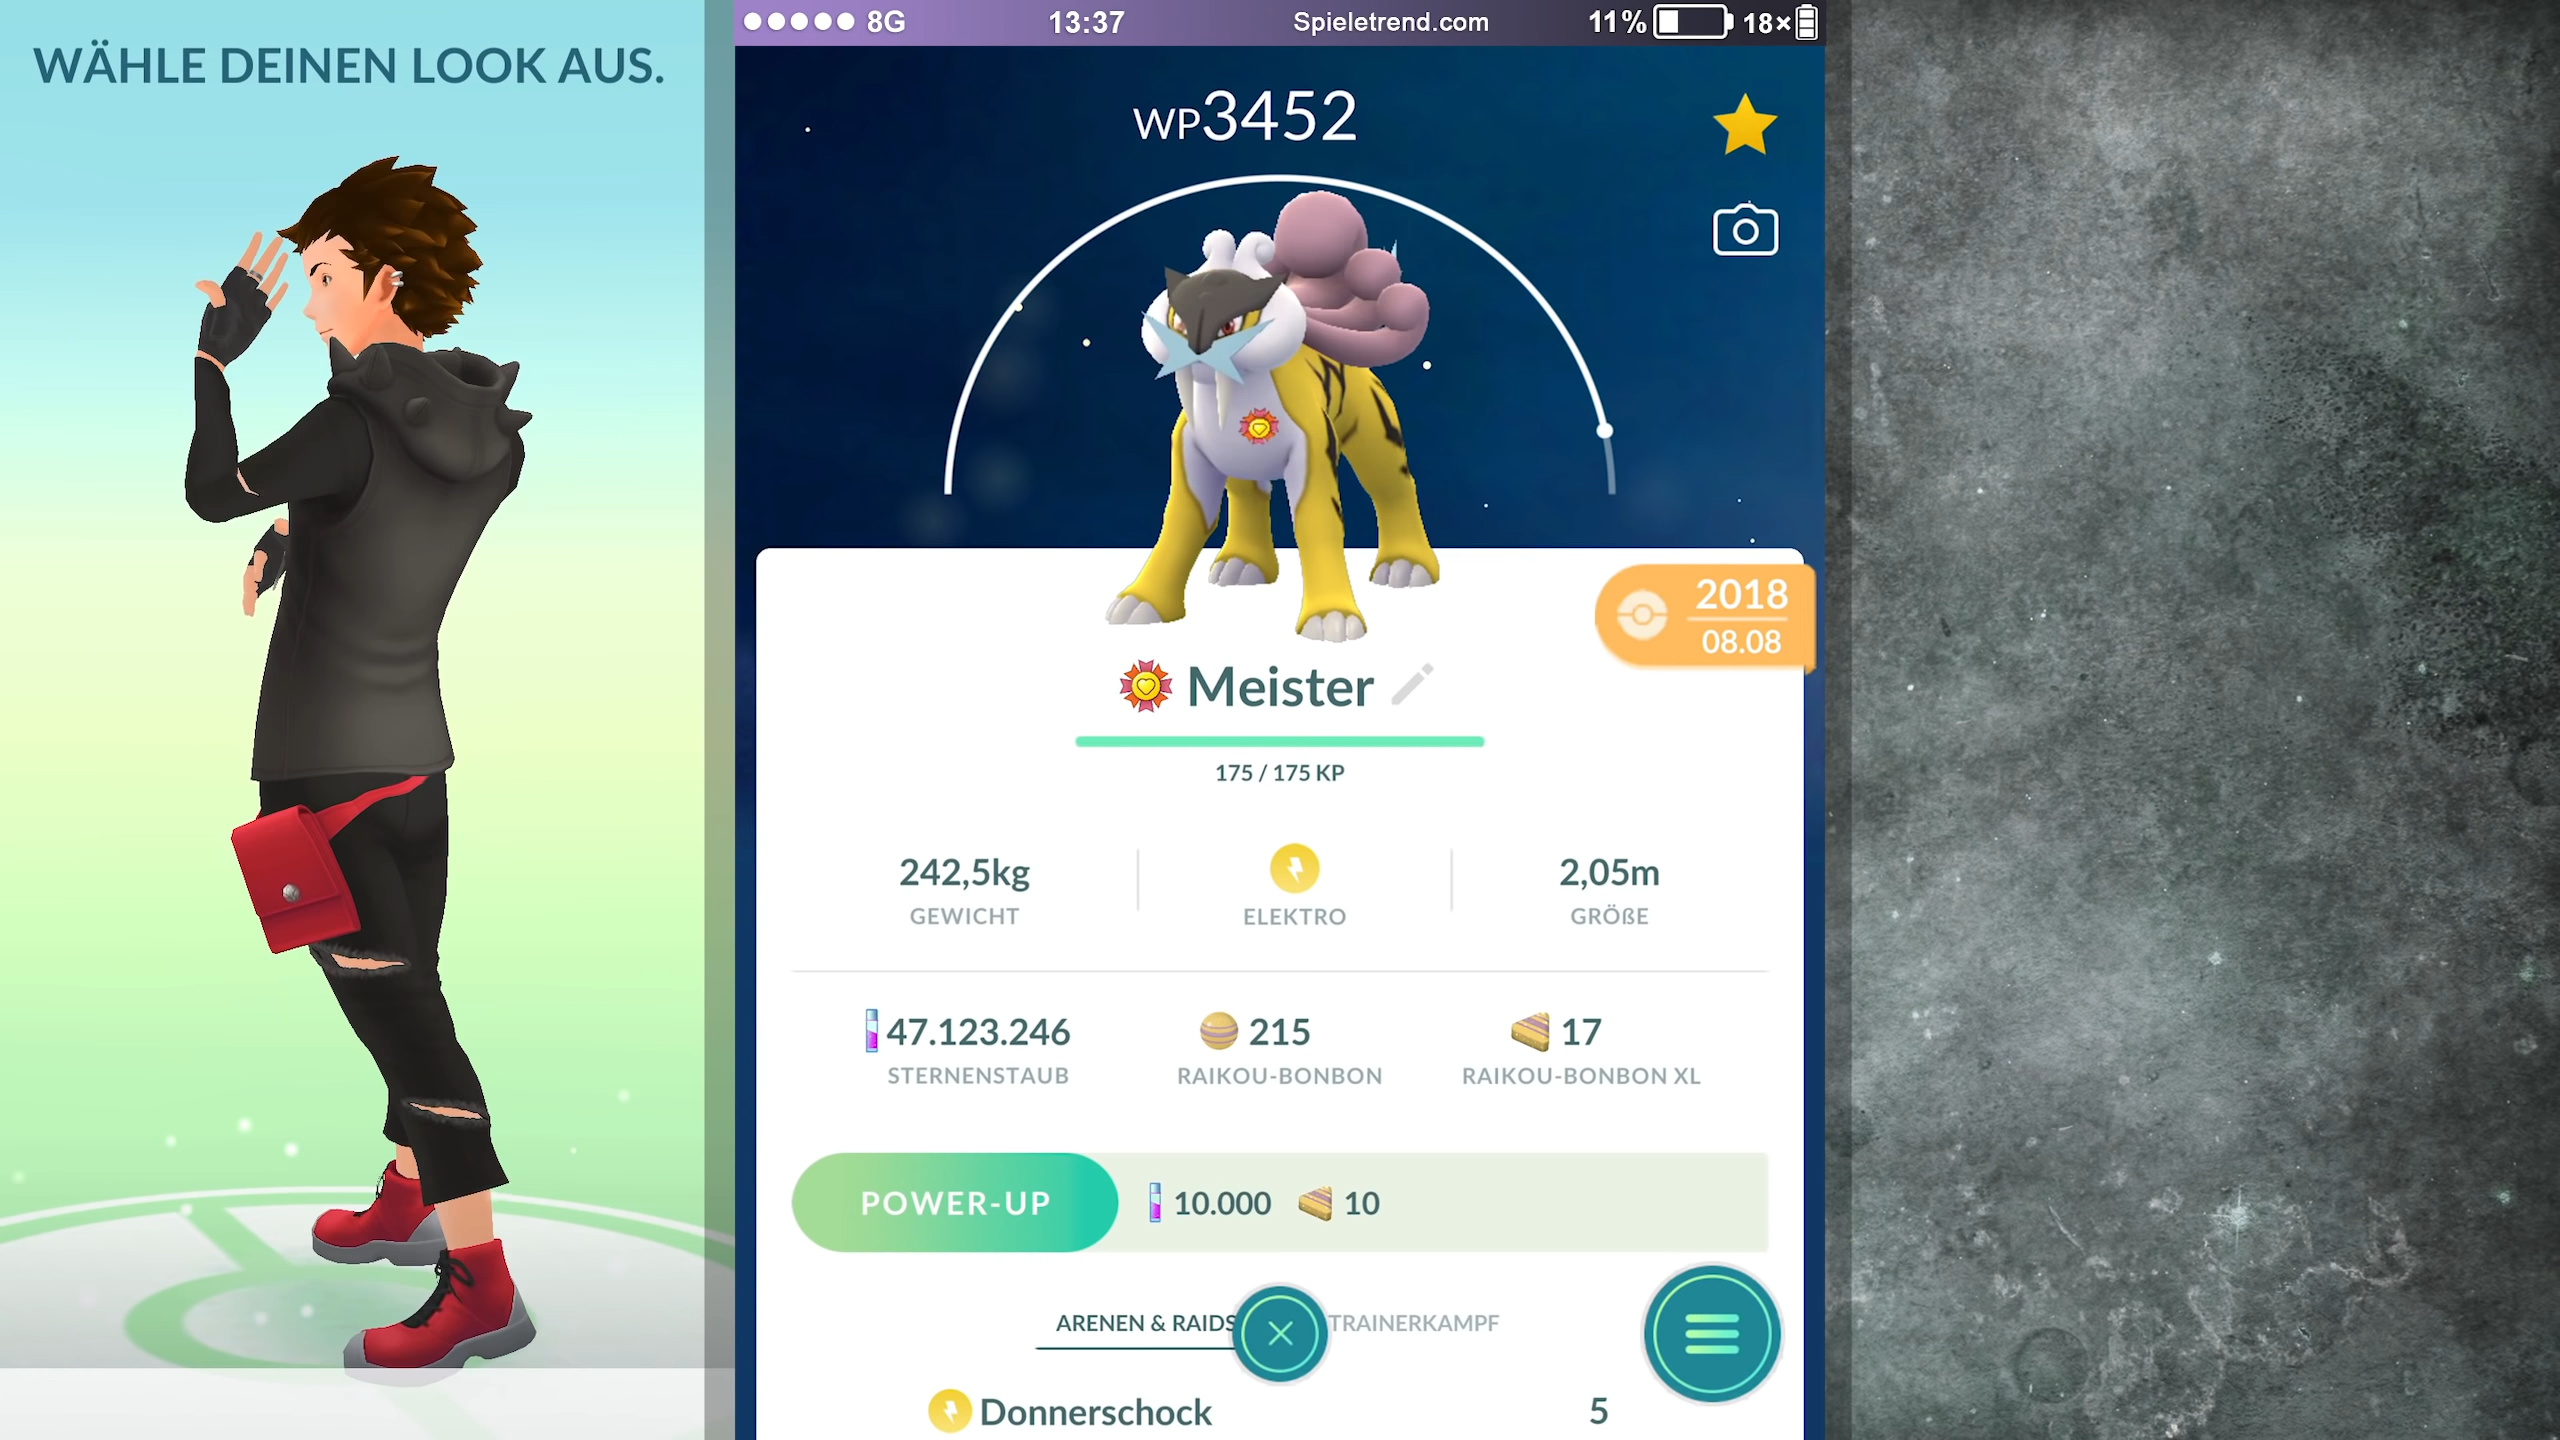 WÄHLE DEINEN LOOK AUS.
8G 13:37 Spieletrend.com 11% 18×
WP3452
2018
08.08
Meister
175 / 175 KP
242,5kg
GEWICHT
ELEKTRO
2,05m
GRÖßE
47.123.246
STERNENSTAUB
215
RAIKOU-BONBON
17
RAIKOU-BONBON XL
POWER-UP 10.000 10
ARENEN & RAIDS TRAINERKAMPF
Donnerschock 5